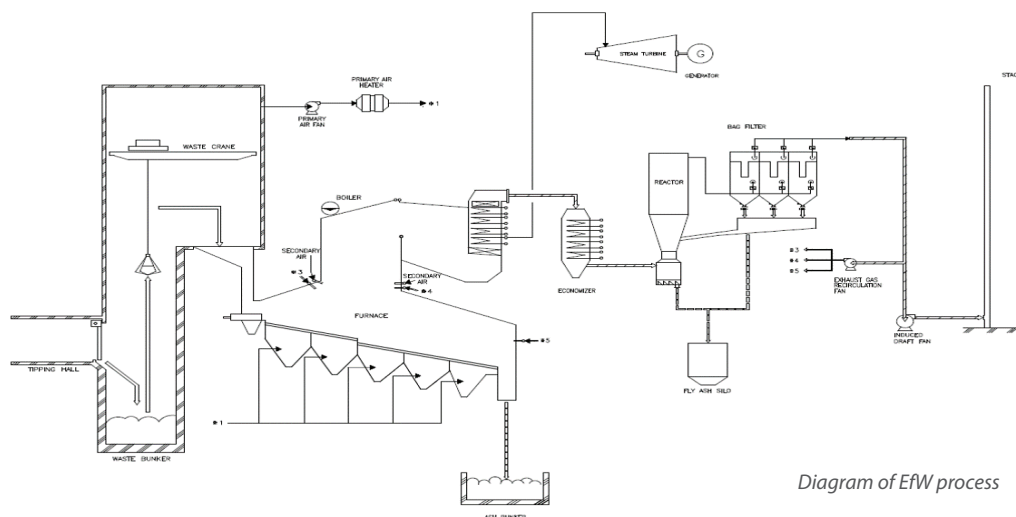 STEAM TURBINE
G
GENERATOR
PRIMARY AIR
HEATER
※1
PRIMARY
AIR FAN
WASTE CRANE
BAG FILTER
REACTOR
BOILER
SECONDARY
AIR
※3
SECONDARY
AIR
※4
FURNACE
ECONOMIZER
※3
※4
※5
EXHAUST GAS
RECIRCULATION
FAN
INDUCED
DRAFT FAN
※5
TIPPING HALL
FLY ASH SILO
※1
WASTE BUNKER
Diagram of EfW process